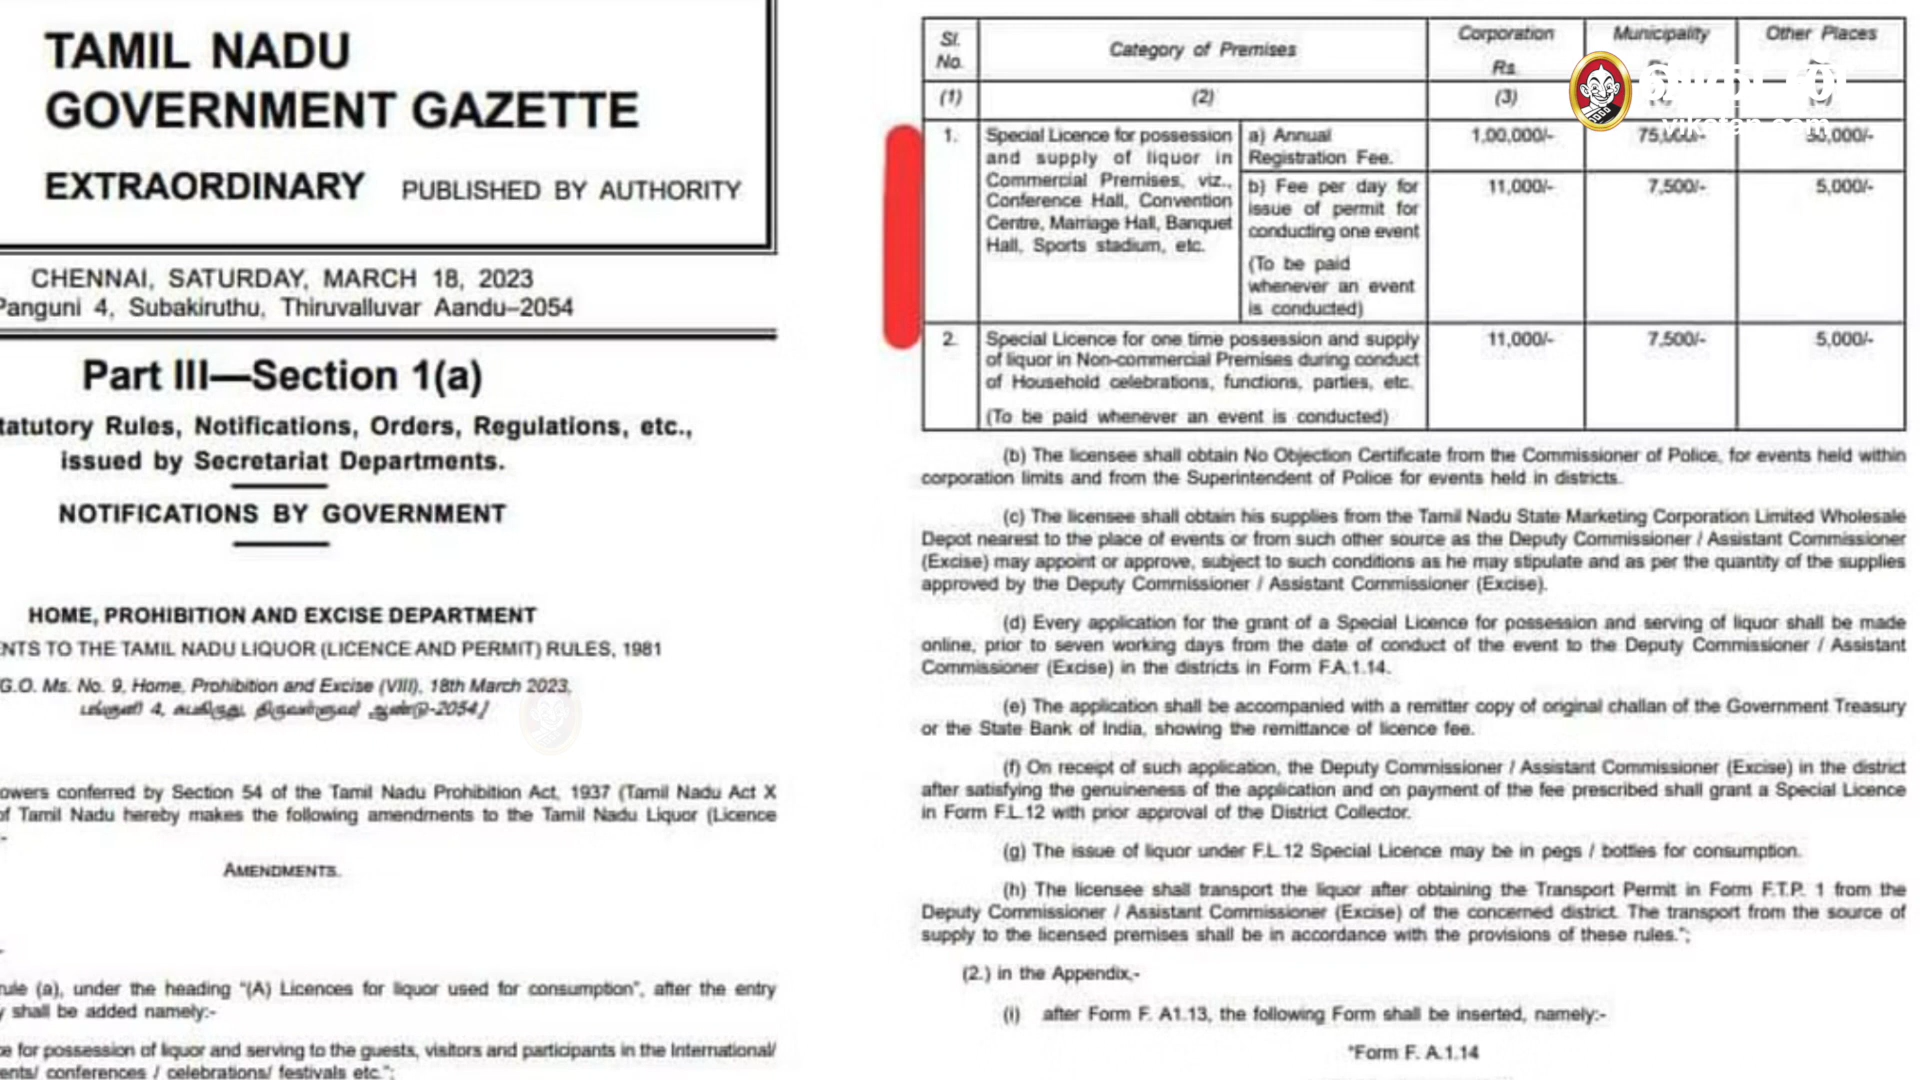 TAMIL NADU
GOVERNMENT GAZETTE
EXTRAORDINARY PUBLISHED BY AUTHORITY
CHENNAI, SATURDAY, MARCH 18, 2023
Panguni 4, Subakiruthu, Thiruvalluvar Aandu–2054
Part III—Section 1(a)
tatutory Rules, Notifications, Orders, Regulations, etc.,
issued by Secretariat Departments.
NOTIFICATIONS BY GOVERNMENT
HOME, PROHIBITION AND EXCISE DEPARTMENT
NTS TO THE TAMIL NADU LIQUOR (LICENCE AND PERMIT) RULES, 1981
G.O. Ms. No. 9, Home, Prohibition and Excise (VIII), 18th March 2023,
பங்குனி 4, சுபகிருது, திருவள்ளுவர் ஆண்டு-2054]
owers conferred by Section 54 of the Tamil Nadu Prohibition Act, 1937 (Tamil Nadu Act X
of Tamil Nadu hereby makes the following amendments to the Tamil Nadu Liquor (Licence
AMENDMENTS.
rule (a), under the heading "(A) Licences for liquor used for consumption", after the entry
y shall be added namely:-
e for possession of liquor and serving to the guests, visitors and participants in the International/
ents/ conferences / celebrations/ festivals etc.";
Sl. No. Category of Premises Corporation Rs. Municipality Other Places
(1) (2) (3)
1. Special Licence for possession and supply of liquor in Commercial Premises, viz., Conference Hall, Convention Centre, Marriage Hall, Banquet Hall, Sports stadium, etc.
a) Annual Registration Fee. 1,00,000/- 75,000/- 50,000/-
b) Fee per day for issue of permit for conducting one event (To be paid whenever an event is conducted) 11,000/- 7,500/- 5,000/-
2. Special Licence for one time possession and supply of liquor in Non-commercial Premises during conduct of Household celebrations, functions, parties, etc. (To be paid whenever an event is conducted) 11,000/- 7,500/- 5,000/-
vikatan.com
(b) The licensee shall obtain No Objection Certificate from the Commissioner of Police, for events held within
corporation limits and from the Superintendent of Police for events held in districts.
(c) The licensee shall obtain his supplies from the Tamil Nadu State Marketing Corporation Limited Wholesale
Depot nearest to the place of events or from such other source as the Deputy Commissioner / Assistant Commissioner
(Excise) may appoint or approve, subject to such conditions as he may stipulate and as per the quantity of the supplies
approved by the Deputy Commissioner / Assistant Commissioner (Excise).
(d) Every application for the grant of a Special Licence for possession and serving of liquor shall be made
online, prior to seven working days from the date of conduct of the event to the Deputy Commissioner / Assistant
Commissioner (Excise) in the districts in Form F.A.1.14.
(e) The application shall be accompanied with a remitter copy of original challan of the Government Treasury
or the State Bank of India, showing the remittance of licence fee.
(f) On receipt of such application, the Deputy Commissioner / Assistant Commissioner (Excise) in the district
after satisfying the genuineness of the application and on payment of the fee prescribed shall grant a Special Licence
in Form F.L.12 with prior approval of the District Collector.
(g) The issue of liquor under F.L.12 Special Licence may be in pegs / bottles for consumption.
(h) The licensee shall transport the liquor after obtaining the Transport Permit in Form F.T.P. 1 from the
Deputy Commissioner / Assistant Commissioner (Excise) of the concerned district. The transport from the source of
supply to the licensed premises shall be in accordance with the provisions of these rules.";
(2.) in the Appendix,-
(i) after Form F. A1.13, the following Form shall be inserted, namely:-
"Form F. A.1.14